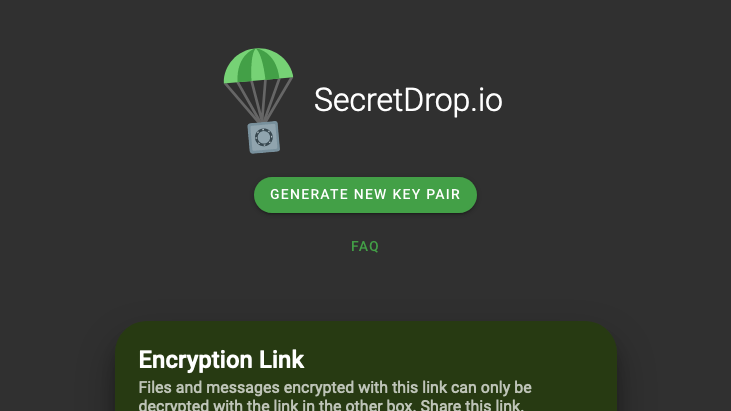 SecretDrop.io
GENERATE NEW KEY PAIR
FAQ
Encryption Link
Files and messages encrypted with this link can only be
decrypted with the link in the other box. Share this link.